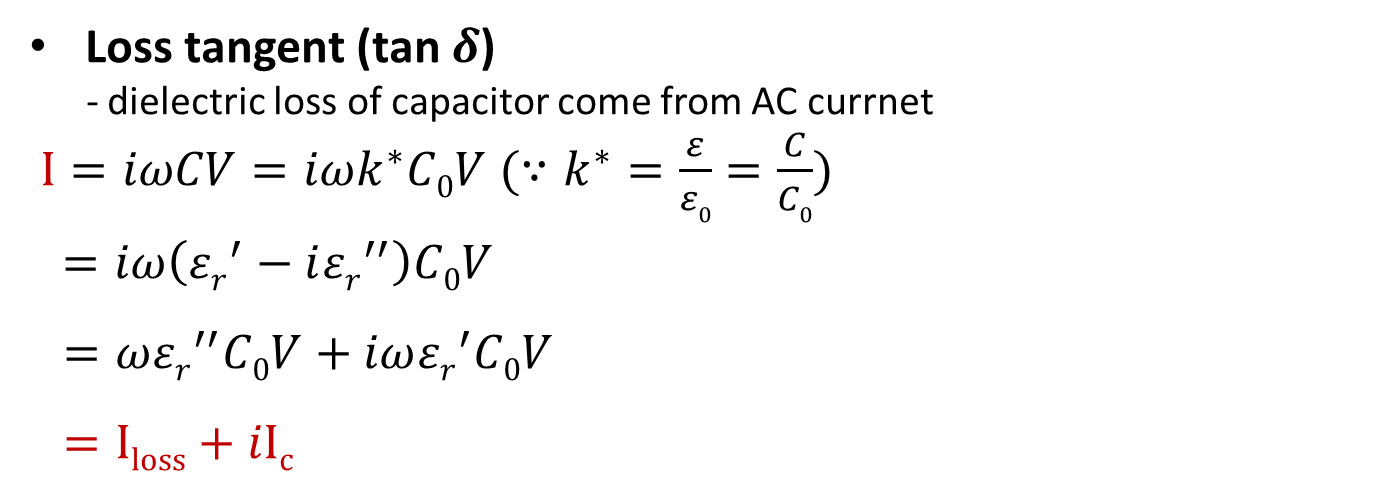 • Loss tangent (tan 𝜹)
- dielectric loss of capacitor come from AC currnet
I = 𝑖𝜔𝐶𝑉 = 𝑖𝜔𝑘*𝐶₀𝑉 (∵ 𝑘* = 𝜀/𝜀₀ = 𝐶/𝐶₀)
= 𝑖𝜔(𝜀ᵣ′ − 𝑖𝜀ᵣ′′)𝐶₀𝑉
= 𝜔𝜀ᵣ′′𝐶₀𝑉 + 𝑖𝜔𝜀ᵣ′𝐶₀𝑉
= I_loss + 𝑖I_c